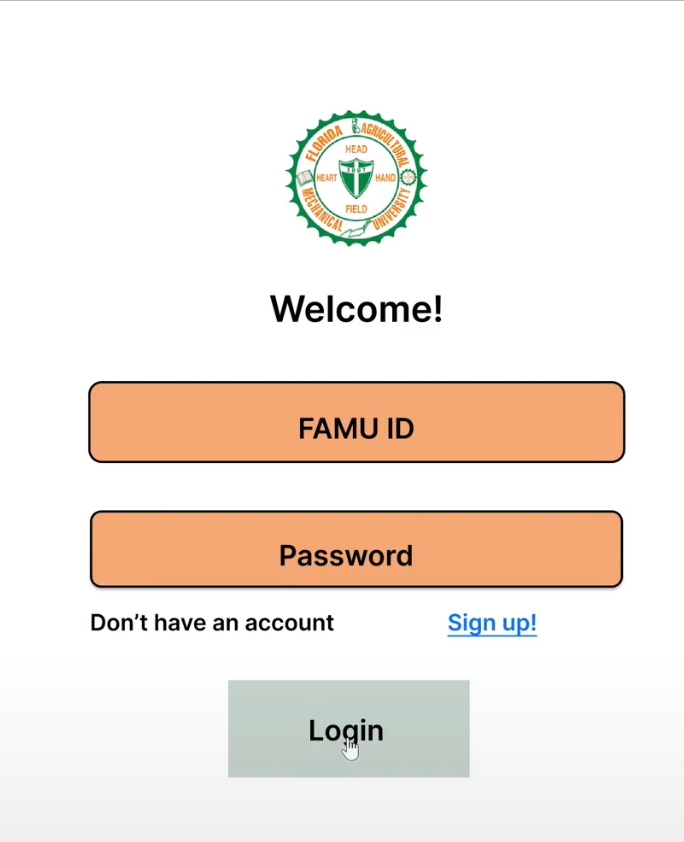 FLORIDA AGRICULTURAL
HEAD
1887
HEART HAND
FIELD
MECHANICAL UNIVERSITY
Welcome!
FAMU ID
Password
Don’t have an account Sign up!
Login